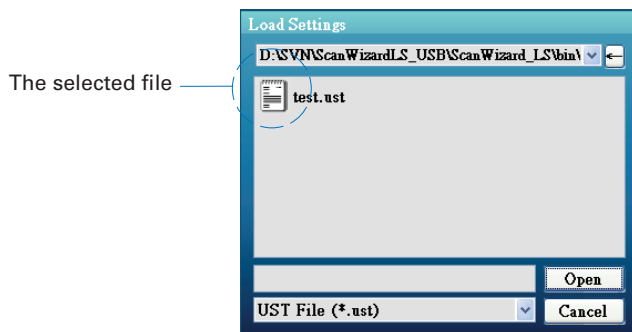 Load Settings
D:\SVN\ScanWizardLS_USB\ScanWizard_LS\bin\
The selected file
test.ust
Open
UST File (*.ust)
Cancel